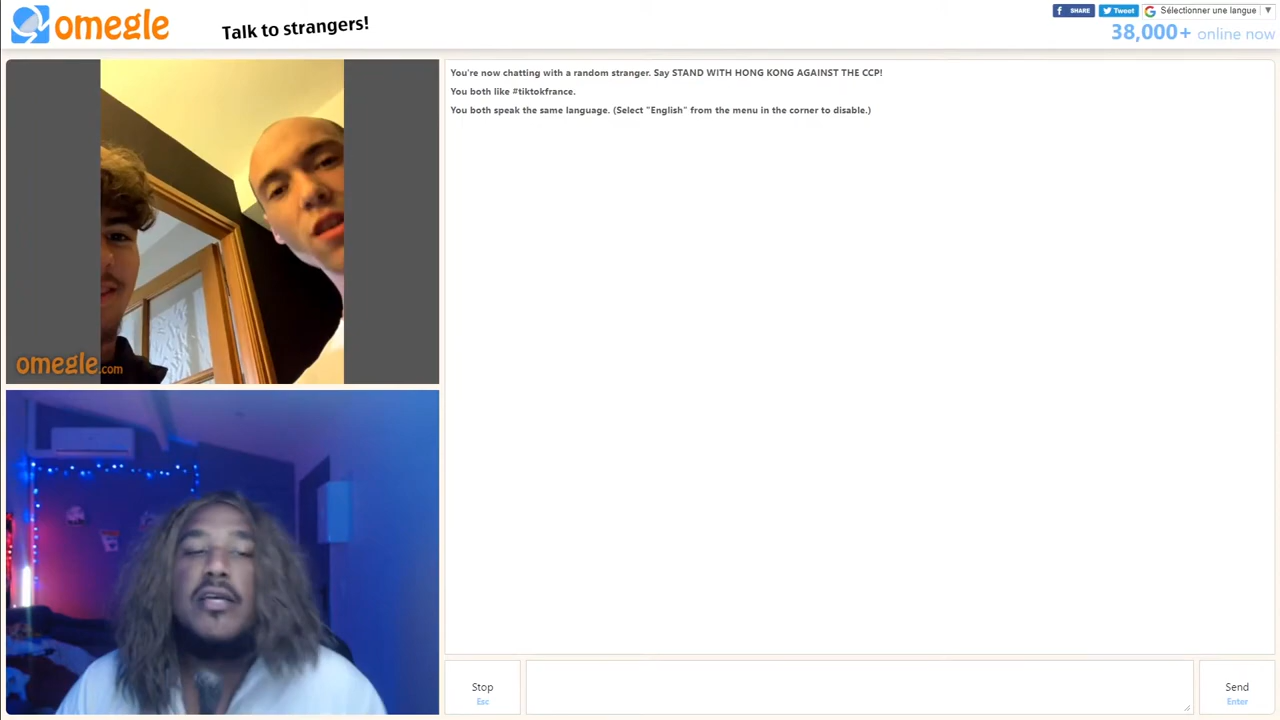 omegle
Talk to strangers!
SHARE
Tweet
Sélectionner une langue
38,000+ online now
You're now chatting with a random stranger. Say STAND WITH HONG KONG AGAINST THE CCP!
You both like #tiktokfrance.
You both speak the same language. (Select "English" from the menu in the corner to disable.)
omegle.com
Stop
Esc
Send
Enter